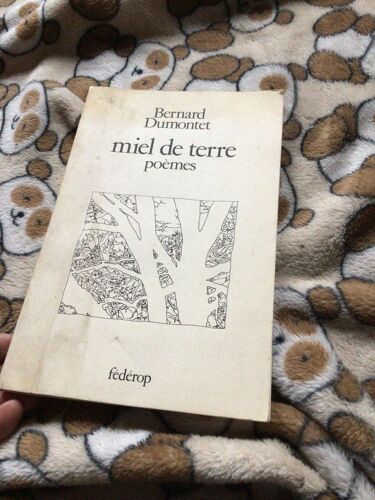 Bernard
Dumontet
miel de terre
poèmes
fédérop